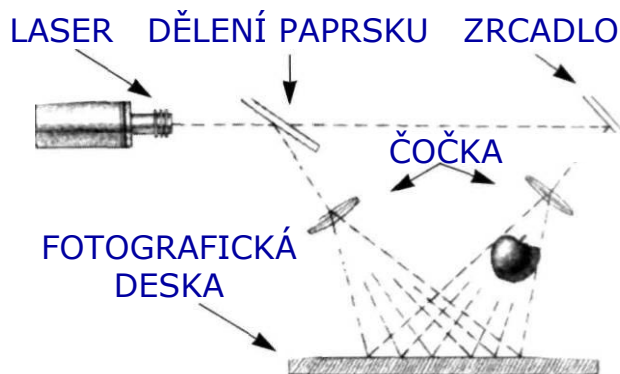 LASER DĚLENÍ PAPRSKU ZRCADLO
ČOČKA
FOTOGRAFICKÁ
DESKA